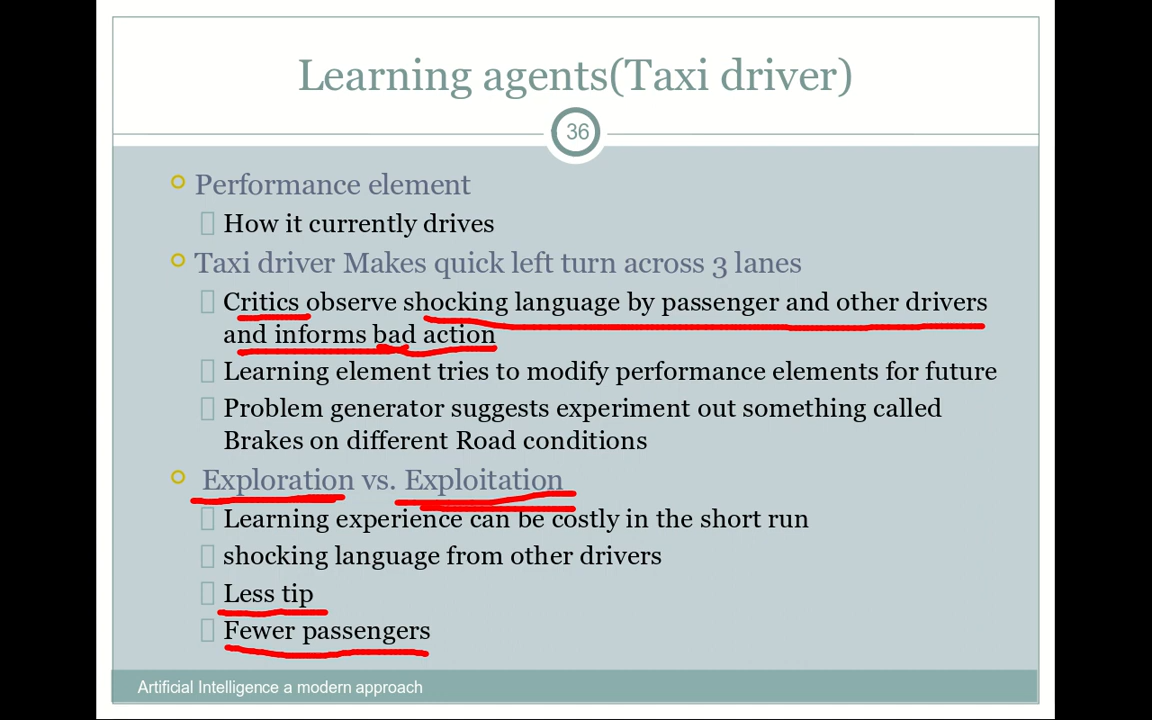 Learning agents(Taxi driver)
36
Performance element
How it currently drives
Taxi driver Makes quick left turn across 3 lanes
Critics observe shocking language by passenger and other drivers
and informs bad action
Learning element tries to modify performance elements for future
Problem generator suggests experiment out something called
Brakes on different Road conditions
Exploration vs. Exploitation
Learning experience can be costly in the short run
shocking language from other drivers
Less tip
Fewer passengers
Artificial Intelligence a modern approach